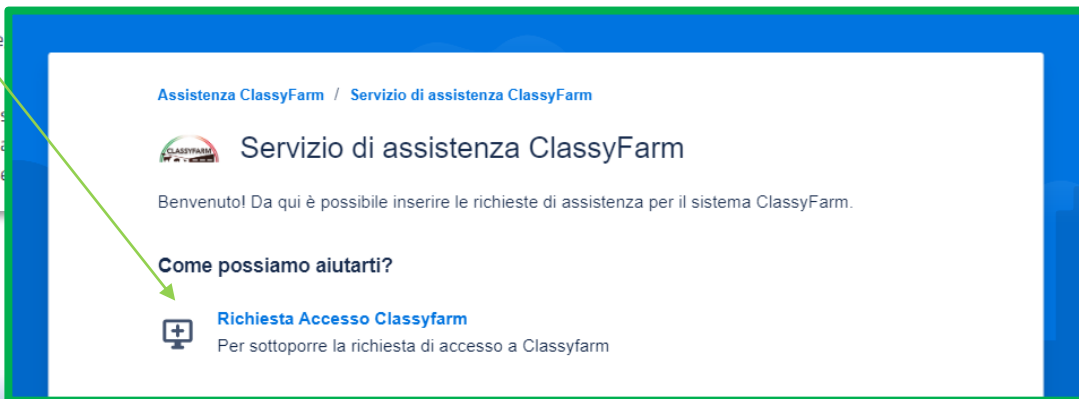 Assistenza ClassyFarm / Servizio di assistenza ClassyFarm
CLASSYFARM
Servizio di assistenza ClassyFarm
Benvenuto! Da qui è possibile inserire le richieste di assistenza per il sistema ClassyFarm.
Come possiamo aiutarti?
Richiesta Accesso Classyfarm
Per sottoporre la richiesta di accesso a Classyfarm